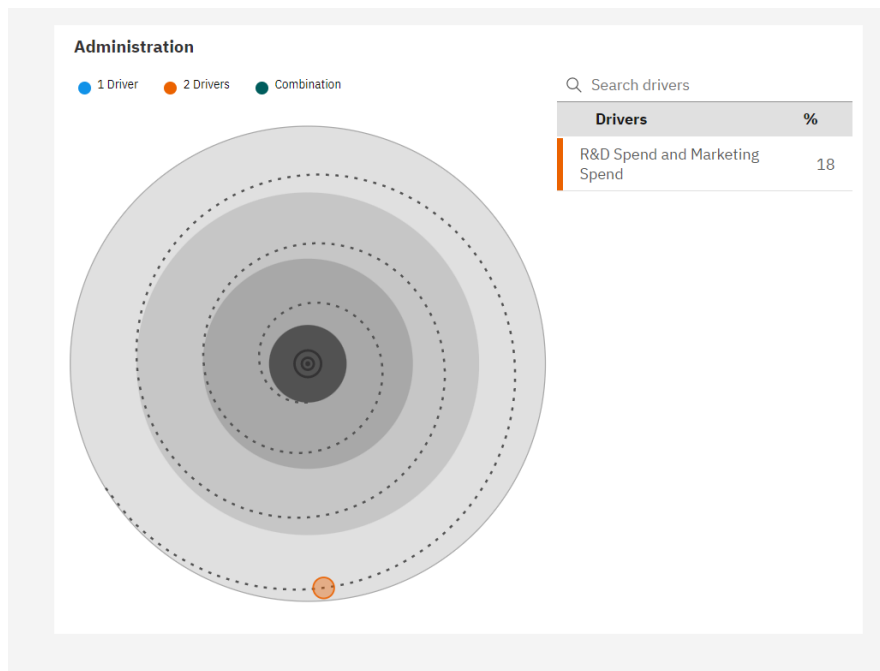 Administration
1 Driver
2 Drivers
Combination
Search drivers
Drivers %
R&D Spend and Marketing
Spend
18